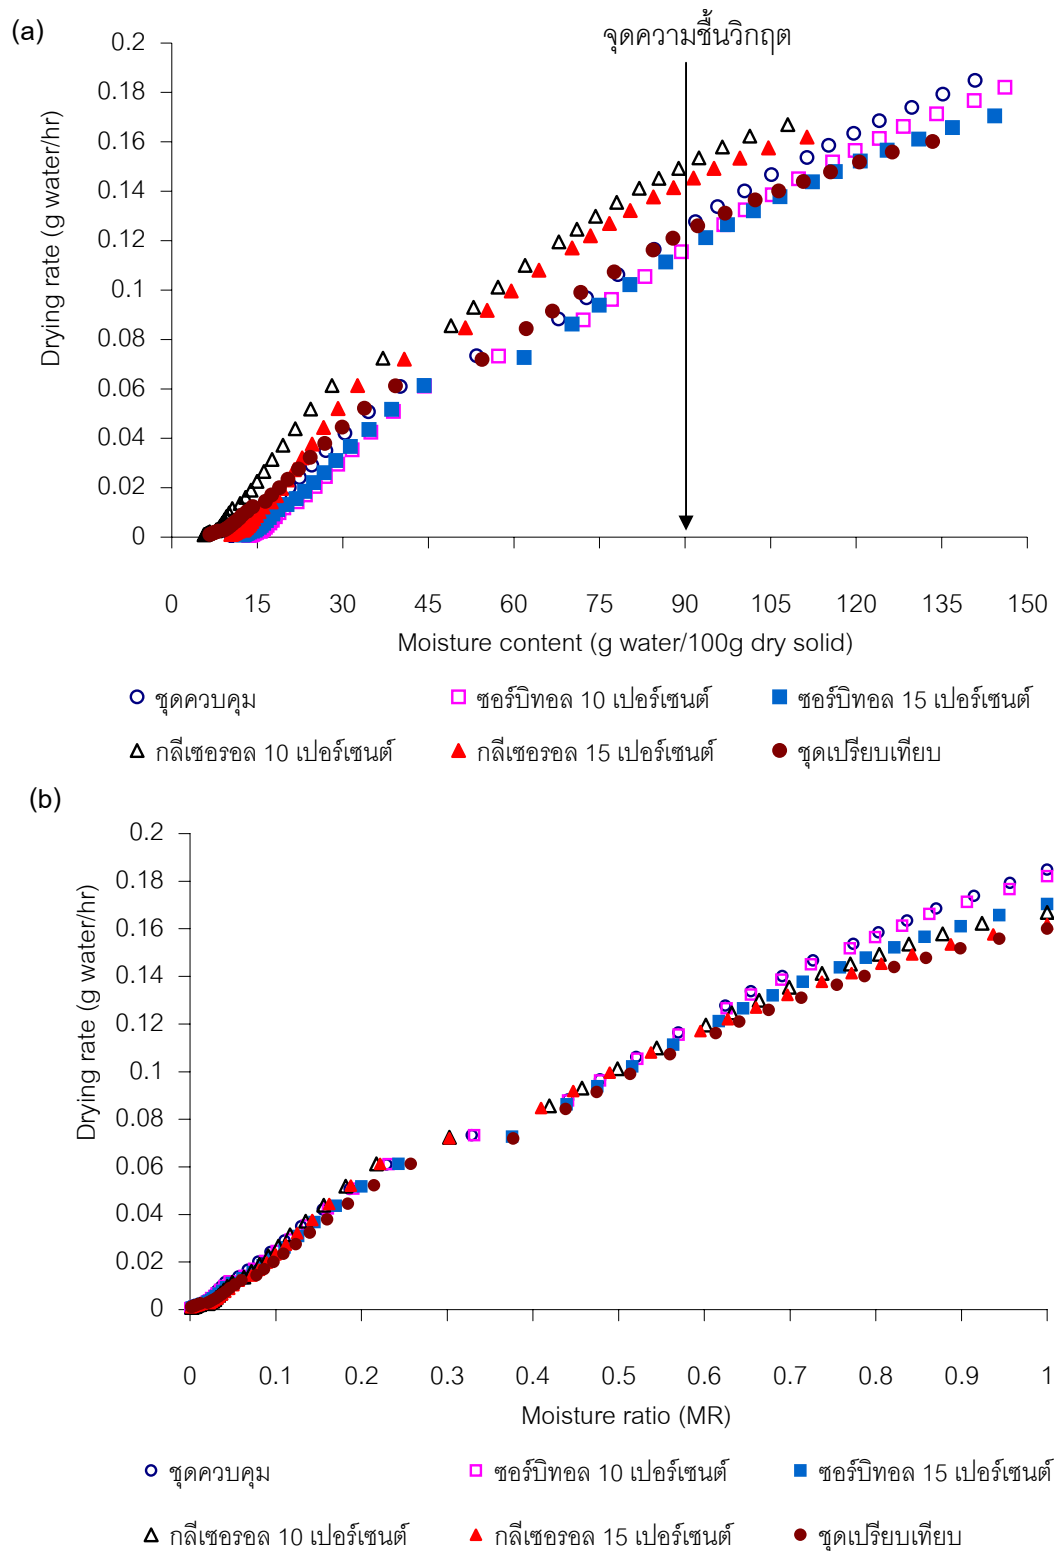 (a)
จุดความชื้นวิกฤต
0.2
0.18
0.16
0.14
0.12
0.1
0.08
0.06
0.04
0.02
0
Drying rate (g water/hr)
0 15 30 45 60 75 90 105 120 135 150
Moisture content (g water/100g dry solid)
ชุดควบคุม ซอร์บิทอล 10 เปอร์เซนต์ ซอร์บิทอล 15 เปอร์เซนต์
กลีเซอรอล 10 เปอร์เซนต์ กลีเซอรอล 15 เปอร์เซนต์ ชุดเปรียบเทียบ
(b)
0.2
0.18
0.16
0.14
0.12
0.1
0.08
0.06
0.04
0.02
0
Drying rate (g water/hr)
0 0.1 0.2 0.3 0.4 0.5 0.6 0.7 0.8 0.9 1
Moisture ratio (MR)
ชุดควบคุม ซอร์บิทอล 10 เปอร์เซนต์ ซอร์บิทอล 15 เปอร์เซนต์
กลีเซอรอล 10 เปอร์เซนต์ กลีเซอรอล 15 เปอร์เซนต์ ชุดเปรียบเทียบ